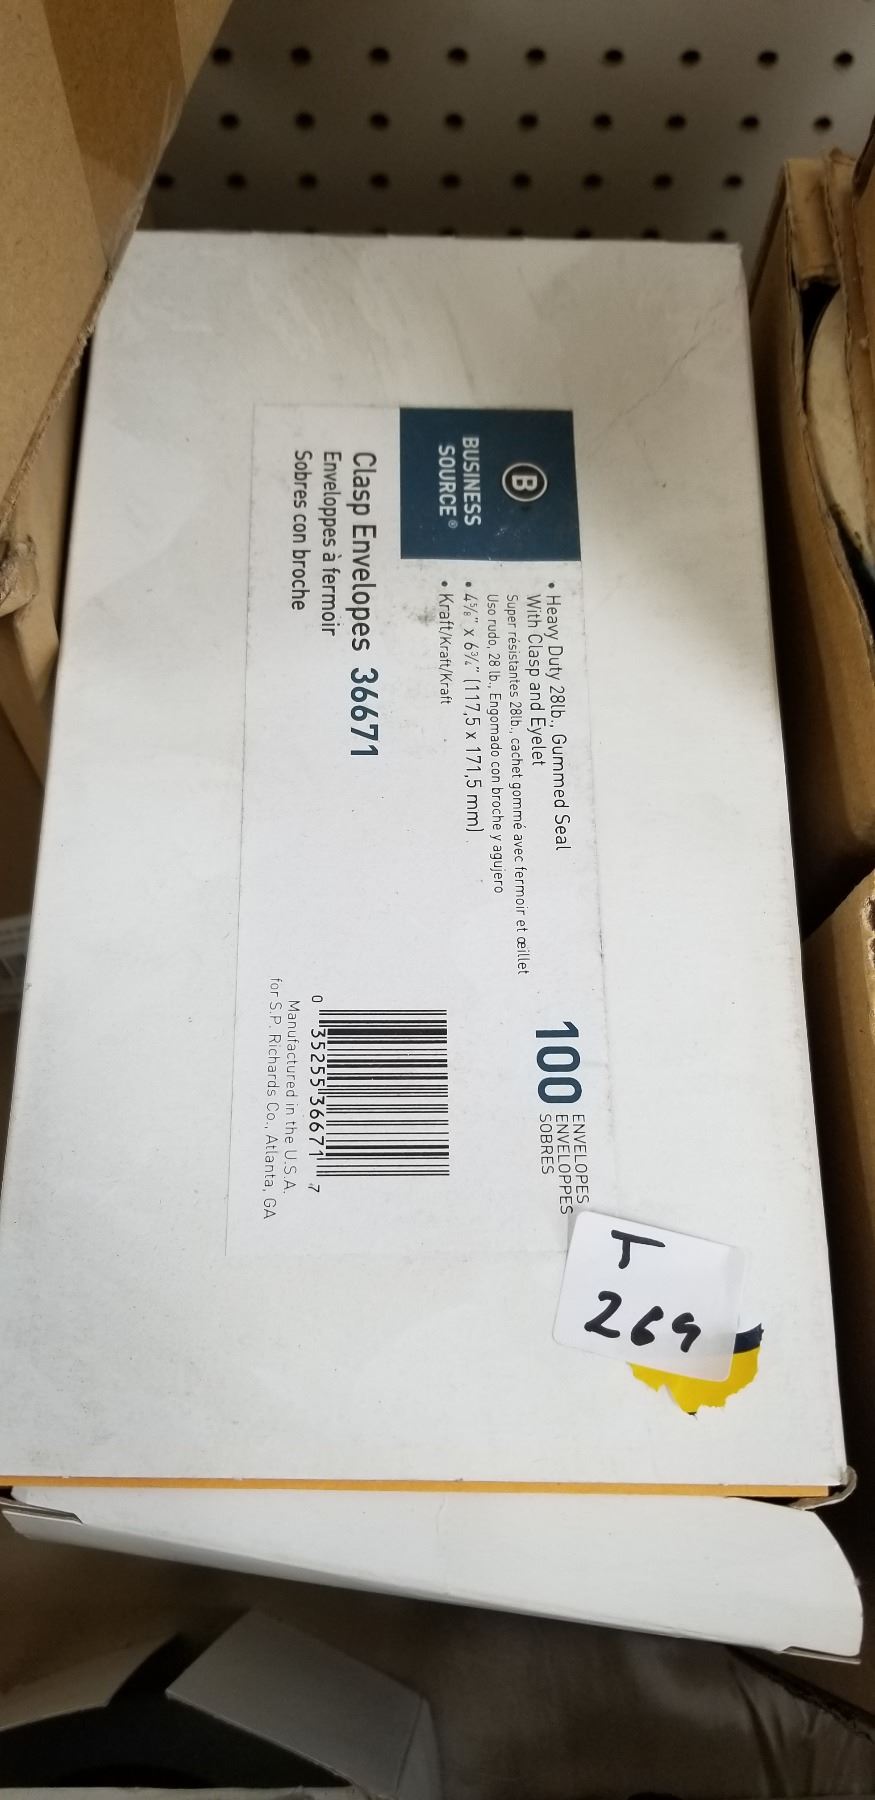 B
BUSINESS
SOURCE®
• Heavy Duty 28lb., Gummed Seal
With Clasp and Eyelet
Super résistantes 28lb., cachet gommé avec fermoir et œillet
Uso rudo, 28 lb., Engomado con broche y agujero
• 4⅝" x 6¾" (117,5 x 171,5 mm)
• Kraft/Kraft/Kraft
100
ENVELOPES
ENVELOPPES
SOBRES
Clasp Envelopes 36671
Enveloppes à fermoir
Sobres con broche
0 35255 36671 7
Manufactured in the U.S.A.
for S.P. Richards Co., Atlanta, GA
T
269